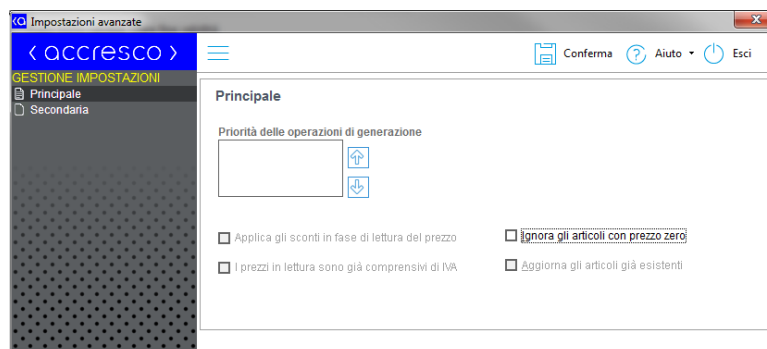 Impostazioni avanzate
‹ accresco ›
Conferma
Aiuto
Esci
GESTIONE IMPOSTAZIONI
Principale
Secondaria
Principale
Priorità delle operazioni di generazione
Applica gli sconti in fase di lettura del prezzo
Ignora gli articoli con prezzo zero
I prezzi in lettura sono già comprensivi di IVA
Aggiorna gli articoli già esistenti